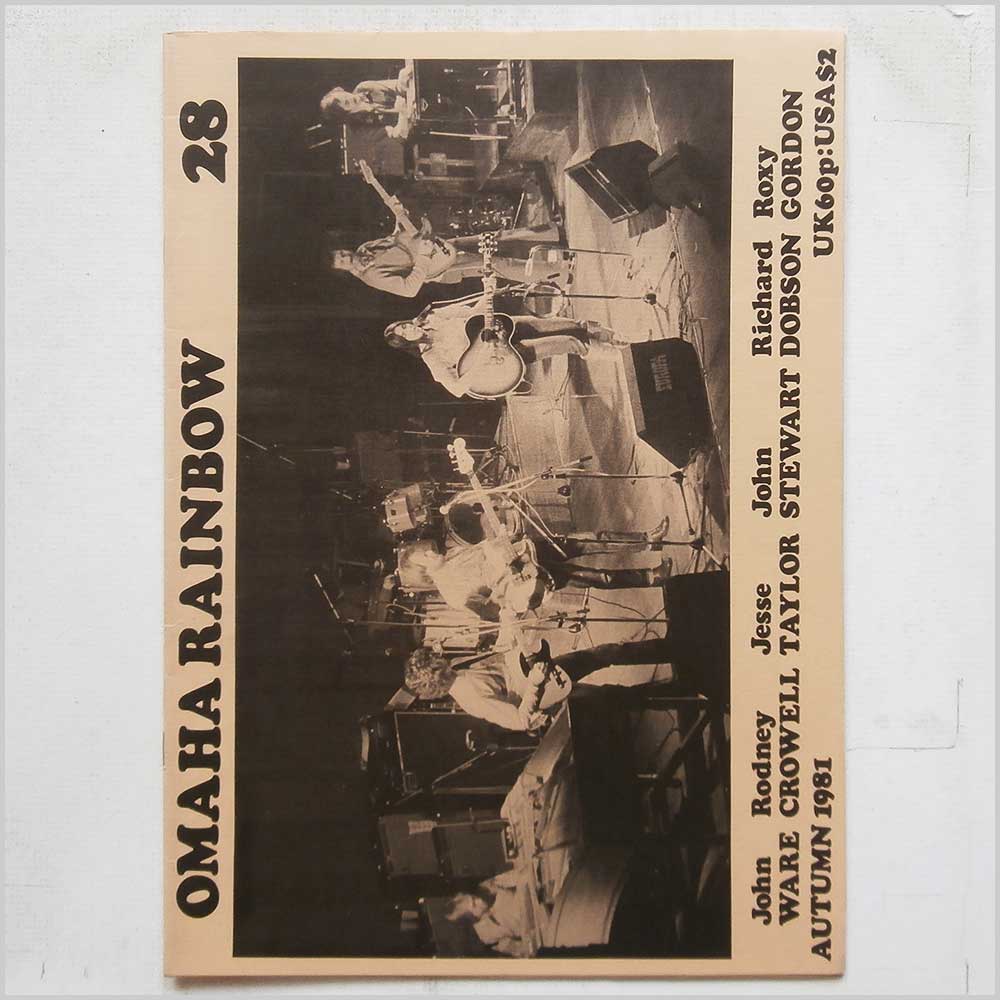 OMAHA RAINBOW 28
EUROPA
John Rodney Jesse John Richard Roxy
WARE CROWELL TAYLOR STEWART DOBSON GORDON
AUTUMN 1981 UK60p:USA$2